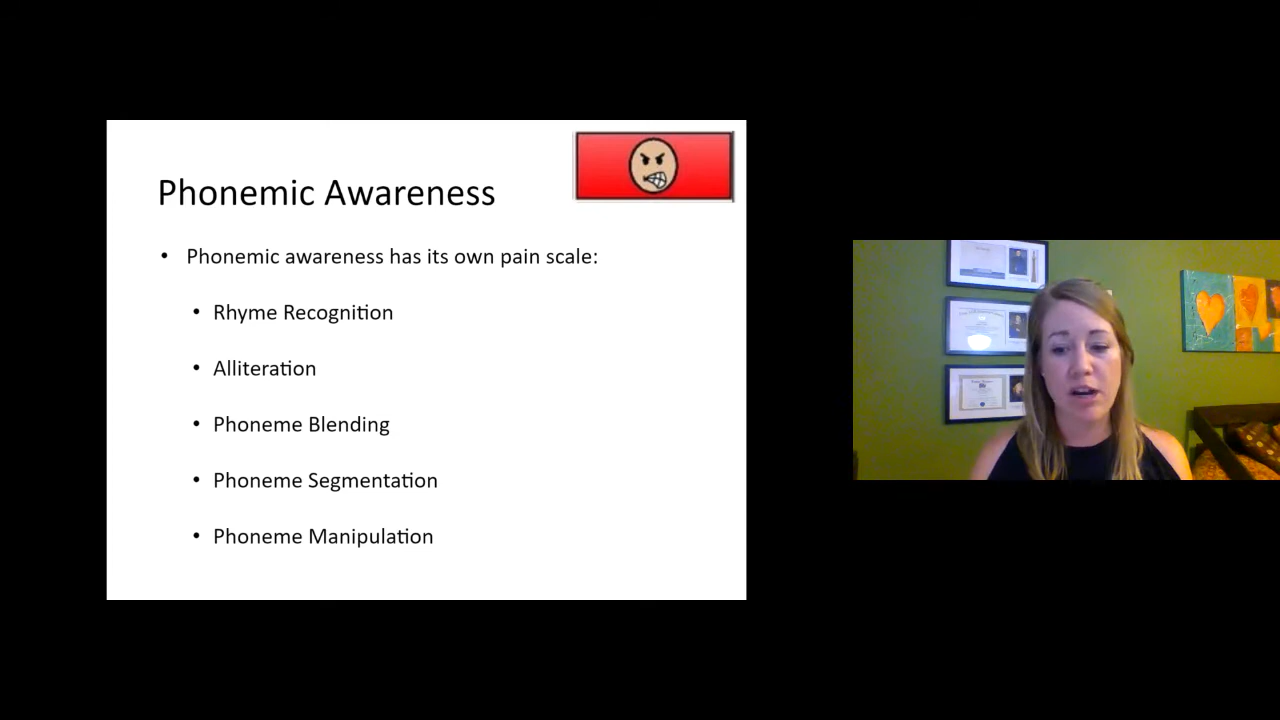 Phonemic Awareness
• Phonemic awareness has its own pain scale:
• Rhyme Recognition
• Alliteration
• Phoneme Blending
• Phoneme Segmentation
• Phoneme Manipulation